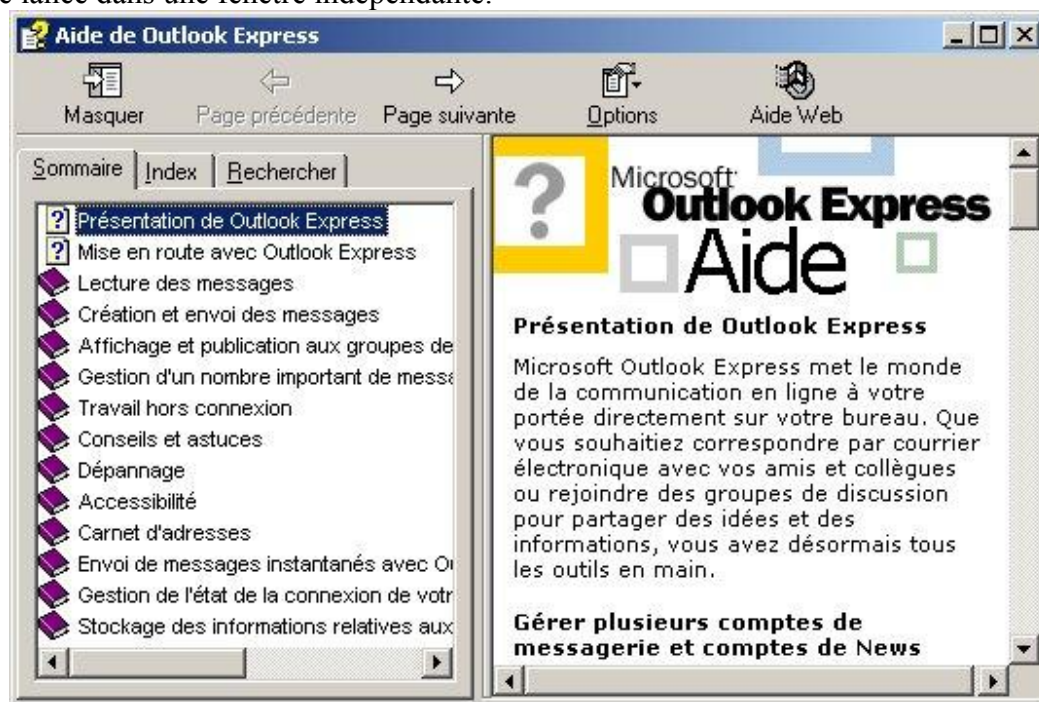 e lancé dans une fenêtre indépendante.
Aide de Outlook Express
Masquer Page précédente Page suivante Options Aide Web
Sommaire Index Rechercher
Présentation de Outlook Express
Mise en route avec Outlook Express
Lecture des messages
Création et envoi des messages
Affichage et publication aux groupes de
Gestion d'un nombre important de messa
Travail hors connexion
Conseils et astuces
Dépannage
Accessibilité
Carnet d'adresses
Envoi de messages instantanés avec Ou
Gestion de l'état de la connexion de votr
Stockage des informations relatives aux
Microsoft
Outlook Express
Aide
Présentation de Outlook Express
Microsoft Outlook Express met le monde
de la communication en ligne à votre
portée directement sur votre bureau. Que
vous souhaitiez correspondre par courrier
électronique avec vos amis et collègues
ou rejoindre des groupes de discussion
pour partager des idées et des
informations, vous avez désormais tous
les outils en main.
Gérer plusieurs comptes de
messagerie et comptes de News